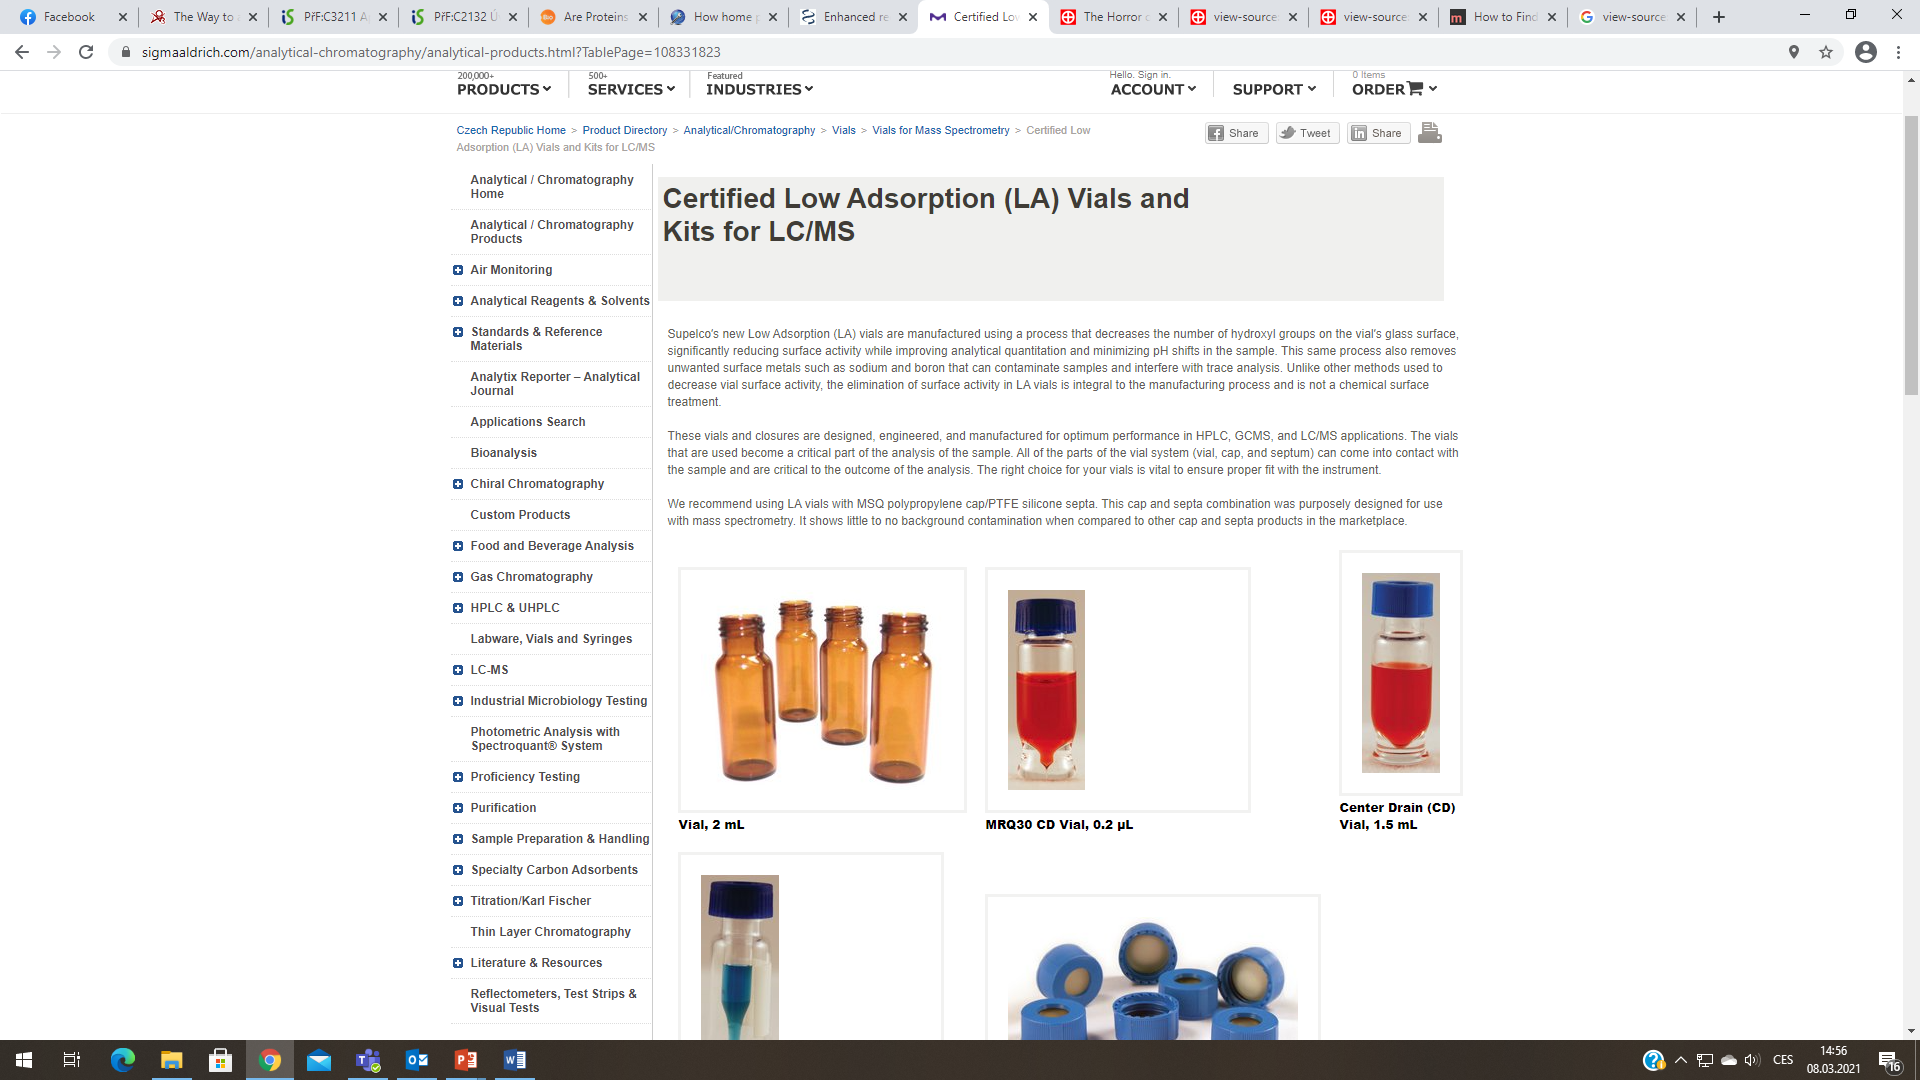 Facebook
The Way to
PřF:C3211 A
PřF:C2132 Ú
Are Proteins
How home p
Enhanced re
Certified Lo
The Horror
view-source
view-source
How to Find
view-source
sigmaaldrich.com/analytical-chromatography/analytical-products.html?TablePage=108331823
200,000+
PRODUCTS
500+
SERVICES
Featured
INDUSTRIES
Hello. Sign in.
ACCOUNT
SUPPORT
0 Items
ORDER
Czech Republic Home > Product Directory > Analytical/Chromatography > Vials > Vials for Mass Spectrometry > Certified Low
Adsorption (LA) Vials and Kits for LC/MS
Share
Tweet
Share
Analytical / Chromatography
Home
Analytical / Chromatography
Products
Air Monitoring
Analytical Reagents & Solvents
Standards & Reference
Materials
Analytix Reporter – Analytical
Journal
Applications Search
Bioanalysis
Chiral Chromatography
Custom Products
Food and Beverage Analysis
Gas Chromatography
HPLC & UHPLC
Labware, Vials and Syringes
LC-MS
Industrial Microbiology Testing
Photometric Analysis with
Spectroquant® System
Proficiency Testing
Purification
Sample Preparation & Handling
Specialty Carbon Adsorbents
Titration/Karl Fischer
Thin Layer Chromatography
Literature & Resources
Reflectometers, Test Strips &
Visual Tests
Certified Low Adsorption (LA) Vials and
Kits for LC/MS
Supelco's new Low Adsorption (LA) vials are manufactured using a process that decreases the number of hydroxyl groups on the vial's glass surface,
significantly reducing surface activity while improving analytical quantitation and minimizing pH shifts in the sample. This same process also removes
unwanted surface metals such as sodium and boron that can contaminate samples and interfere with trace analysis. Unlike other methods used to
decrease vial surface activity, the elimination of surface activity in LA vials is integral to the manufacturing process and is not a chemical surface
treatment.
These vials and closures are designed, engineered, and manufactured for optimum performance in HPLC, GCMS, and LC/MS applications. The vials
that are used become a critical part of the analysis of the sample. All of the parts of the vial system (vial, cap, and septum) can come into contact with
the sample and are critical to the outcome of the analysis. The right choice for your vials is vital to ensure proper fit with the instrument.
We recommend using LA vials with MSQ polypropylene cap/PTFE silicone septa. This cap and septa combination was purposely designed for use
with mass spectrometry. It shows little to no background contamination when compared to other cap and septa products in the marketplace.
Vial, 2 mL
MRQ30 CD Vial, 0.2 µL
Center Drain (CD)
Vial, 1.5 mL
CES
14:56
08.03.2021
16